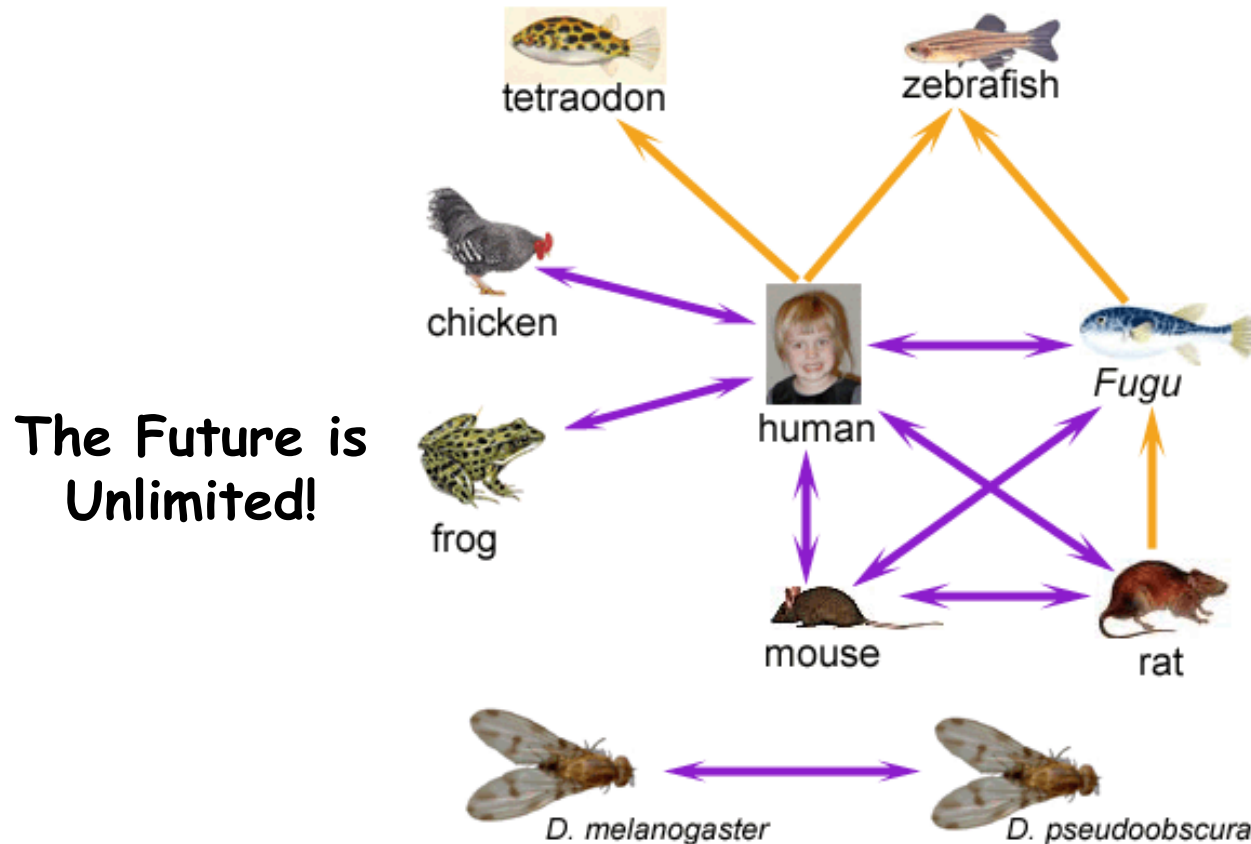 tetraodon
zebrafish
chicken
Fugu
human
The Future is
Unlimited!
frog
mouse
rat
D. melanogaster
D. pseudoobscura